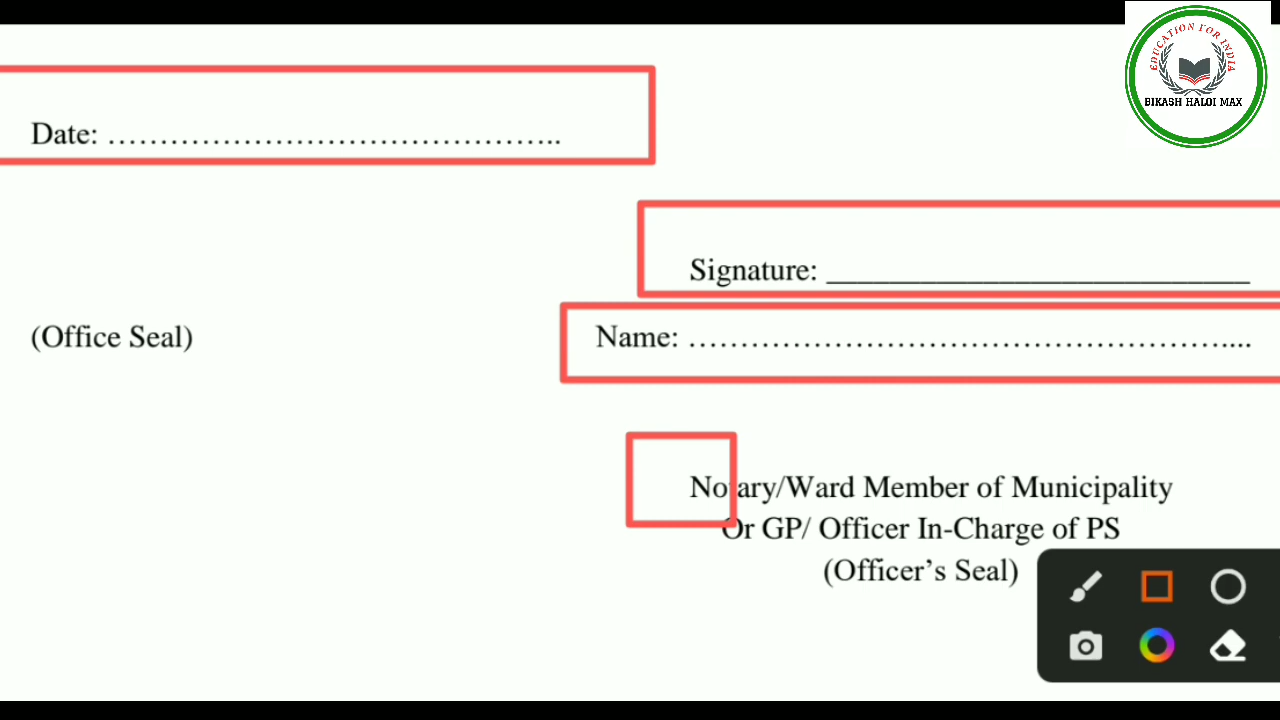 EDUCATION FOR INDIA
BIKASH HALOI MAX
Date: ……………………………………..
Signature: ___________________________
(Office Seal)
Name: ……………………………………………....
Notary/Ward Member of Municipality
Or GP/ Officer In-Charge of PS
(Officer’s Seal)